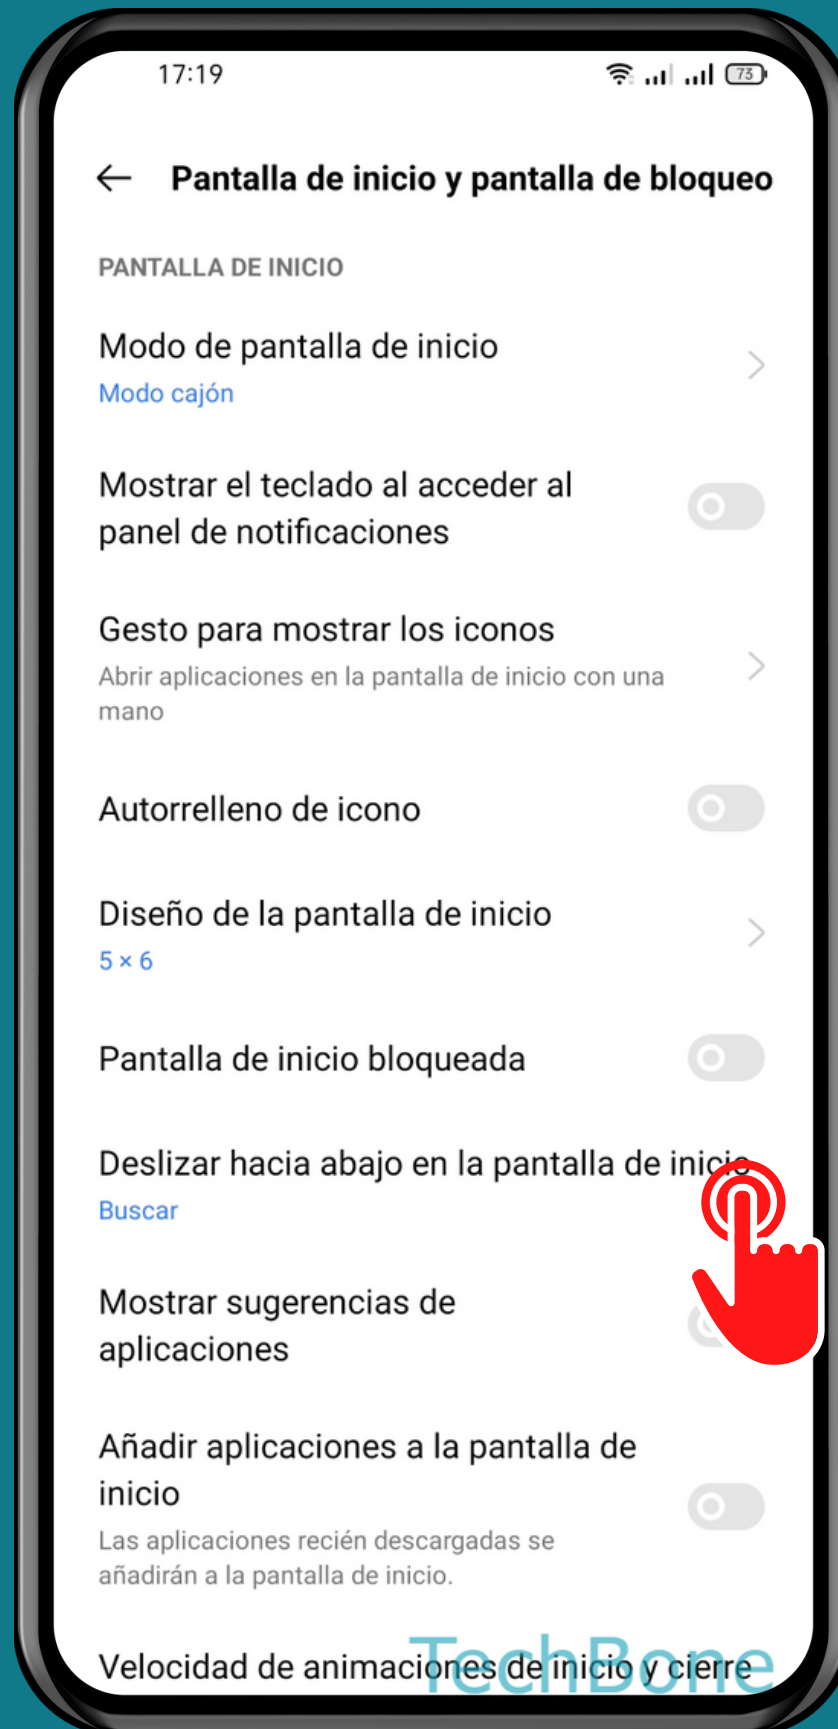 17:19
73
Pantalla de inicio y pantalla de bloqueo
PANTALLA DE INICIO
Modo de pantalla de inicio
Modo cajón
Mostrar el teclado al acceder al
panel de notificaciones
Gesto para mostrar los iconos
Abrir aplicaciones en la pantalla de inicio con una
mano
Autorrelleno de icono
Diseño de la pantalla de inicio
5 × 6
Pantalla de inicio bloqueada
Deslizar hacia abajo en la pantalla de inicio
Buscar
Mostrar sugerencias de
aplicaciones
Añadir aplicaciones a la pantalla de
inicio
Las aplicaciones recién descargadas se
añadirán a la pantalla de inicio.
Velocidad de animaciones de inicio y cierre
TechBone